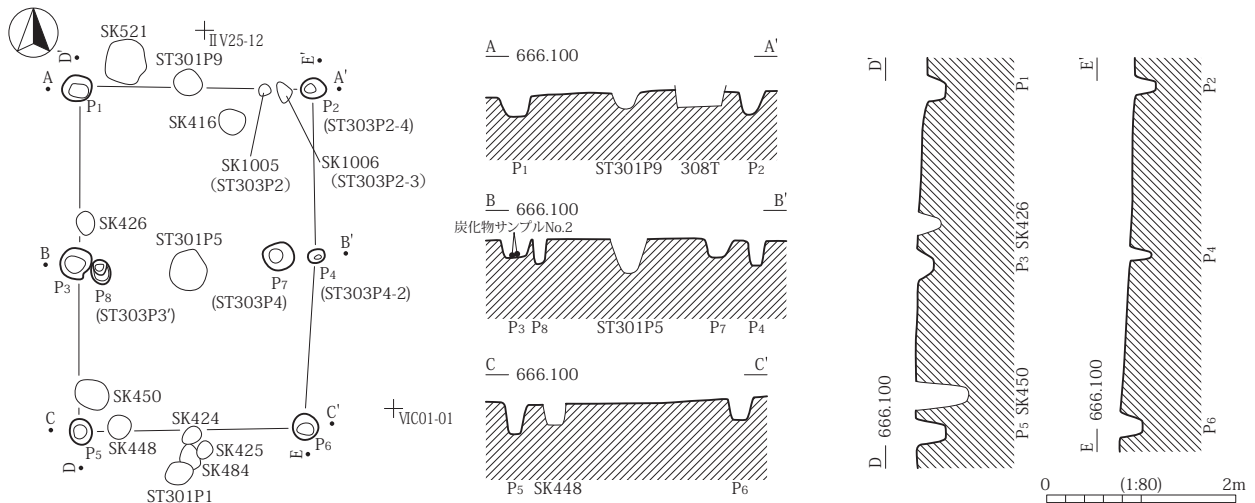 SK521
ⅡV25-12
D'
ST301P9
E'
A
A'
P1
P2
(ST303P2-4)
SK416
SK1005
(ST303P2)
SK1006
(ST303P2-3)
SK426
ST301P5
B
B'
P3
P8
(ST303P3')
P7
(ST303P4)
P4
(ST303P4-2)
SK450
SK424
ⅥC01-01
C
C'
P5
SK448
SK425
P6
SK484
D
E
ST301P1
A 666.100 A'
P1 ST301P9 308T P2
B 666.100 B'
炭化物サンプルNo.2
P3 P8 ST301P5 P7 P4
C 666.100 C'
P5 SK448 P6
D 666.100 D'
P5 SK450 P3 SK426 P1
E 666.100 E'
P6 P4 P2
0 (1:80) 2m